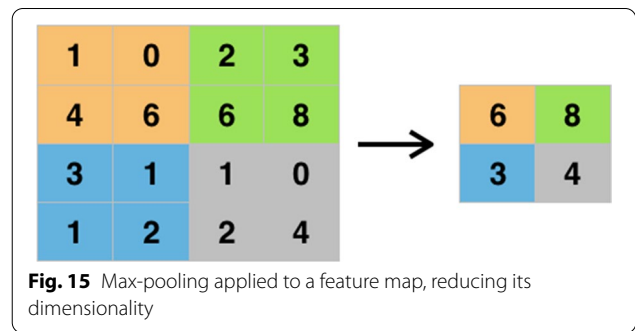 1 0 2 3
4 6 6 8
3 1 1 0
1 2 2 4
6 8
3 4
Fig. 15 Max-pooling applied to a feature map, reducing its
dimensionality